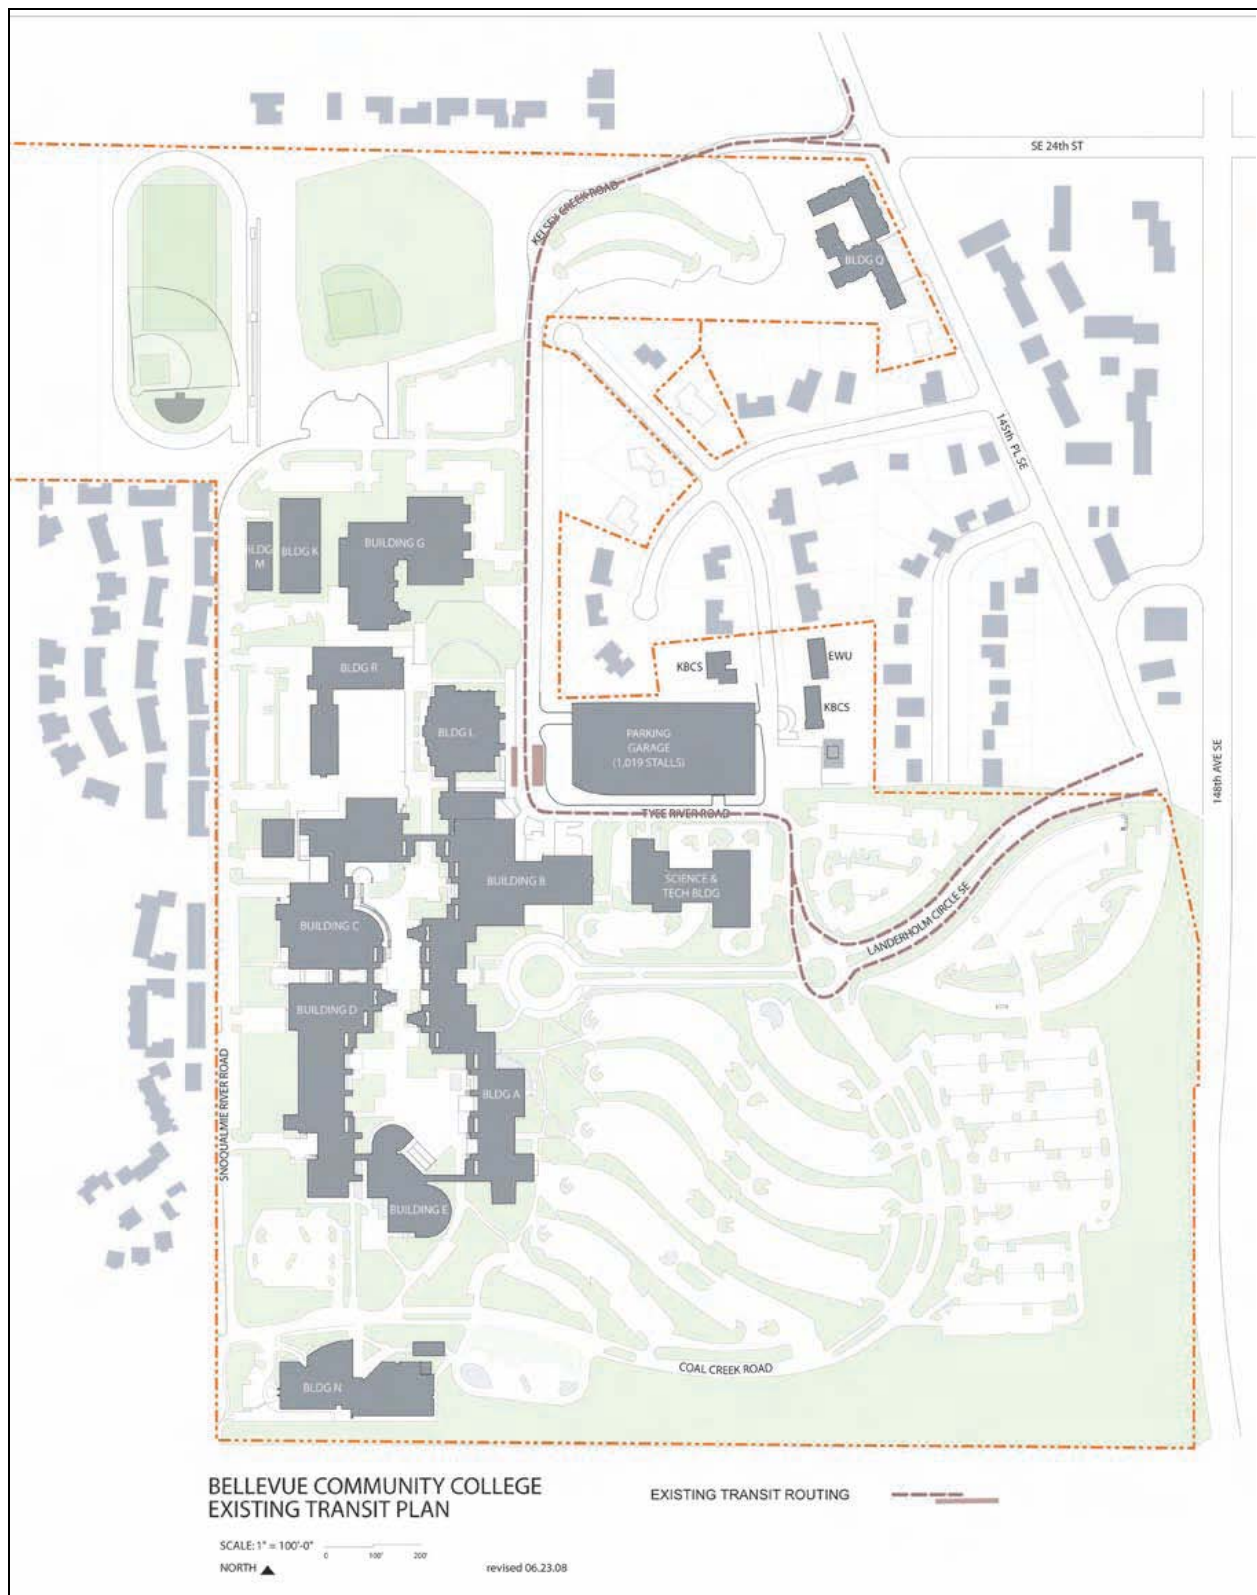 SE 24th ST
KELSEY CREEK ROAD
BLDG Q
145th PL SE
BLDG
M
BLDG K
BUILDING G
BLDG R
KBCS
EWU
KBCS
BLDG L
PARKING
GARAGE
(1,019 STALLS)
148th AVE SE
TYEE RIVER ROAD
BUILDING B
SCIENCE &
TECH BLDG
BUILDING C
LANDERHOLM CIRCLE SE
BUILDING D
SNOQUALMIE RIVER ROAD
BLDG A
BUILDING E
COAL CREEK ROAD
BLDG N
BELLEVUE COMMUNITY COLLEGE
EXISTING TRANSIT PLAN
EXISTING TRANSIT ROUTING
SCALE: 1" = 100'-0"
0 100' 200'
NORTH
revised 06.23.08